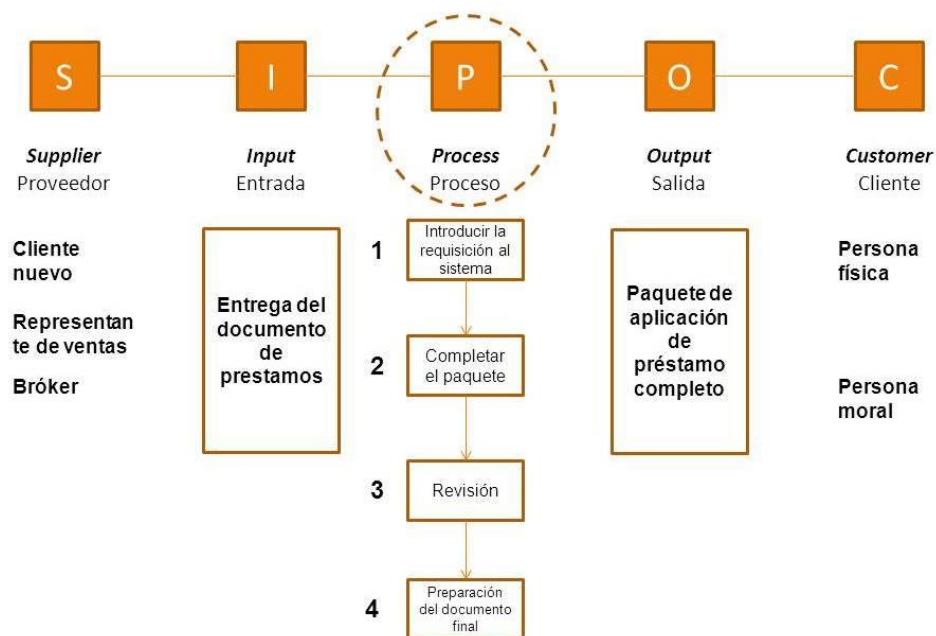 S
I
P
O
C
Supplier
Proveedor
Input
Entrada
Process
Proceso
Output
Salida
Customer
Cliente
Cliente
nuevo
Representan
te de ventas
Bróker
Entrega del
documento
de
prestamos
1
Introducir la
requisición al
sistema
2
Completar
el paquete
3
Revisión
4
Preparación
del documento
final
Paquete de
aplicación
de
préstamo
completo
Persona
física
Persona
moral